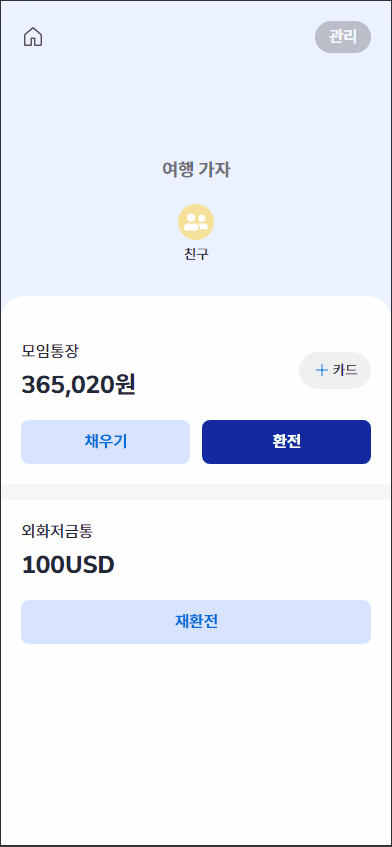 관리
여행 가자
친구
모임통장
365,020원
+ 카드
채우기
환전
외화저금통
100USD
재환전